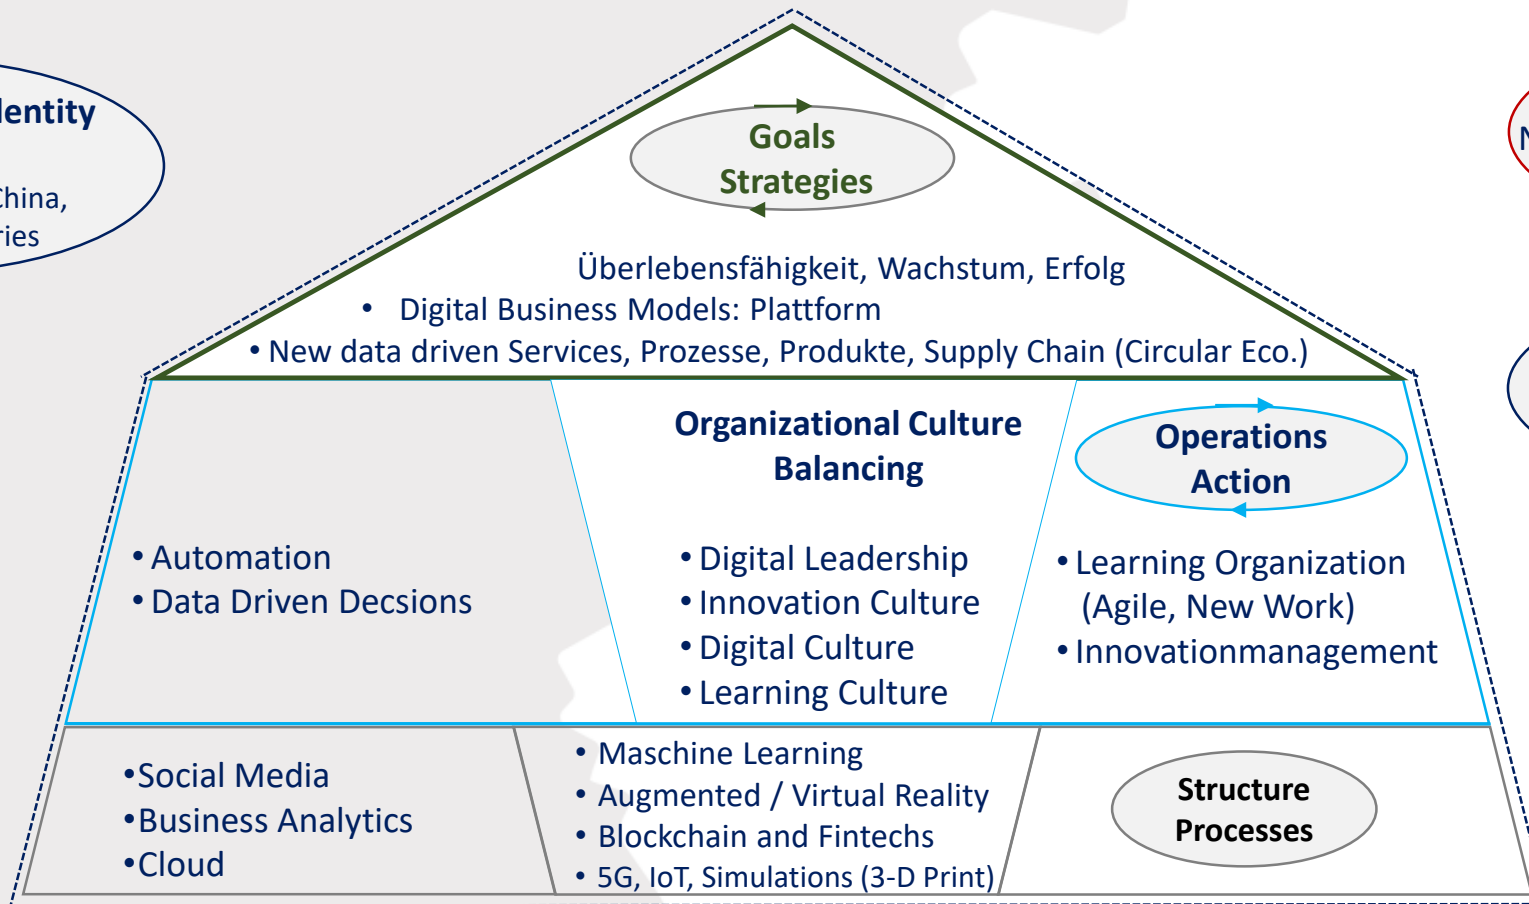 dentity
China,
ries
N
Goals
Strategies
Überlebensfähigkeit, Wachstum, Erfolg
• Digital Business Models: Plattform
• New data driven Services, Prozesse, Produkte, Supply Chain (Circular Eco.)
• Automation
• Data Driven Decsions
Organizational Culture
Balancing
• Digital Leadership
• Innovation Culture
• Digital Culture
• Learning Culture
Operations
Action
• Learning Organization
(Agile, New Work)
• Innovationmanagement
•Social Media
•Business Analytics
•Cloud
• Maschine Learning
• Augmented / Virtual Reality
• Blockchain and Fintechs
• 5G, IoT, Simulations (3-D Print)
Structure
Processes